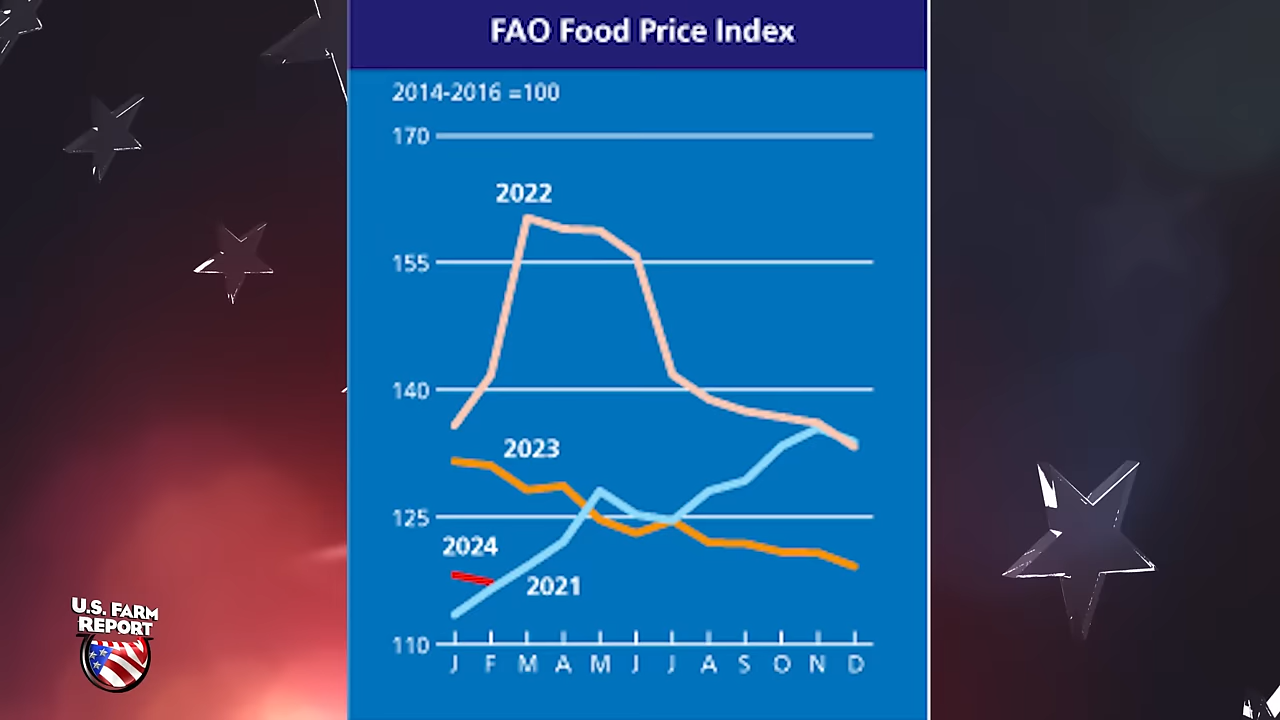 FAO Food Price Index
2014-2016 =100
170
2022
155
140
2023
125
2024
2021
110
J F M A M J J A S O N D
U.S. FARM
REPORT